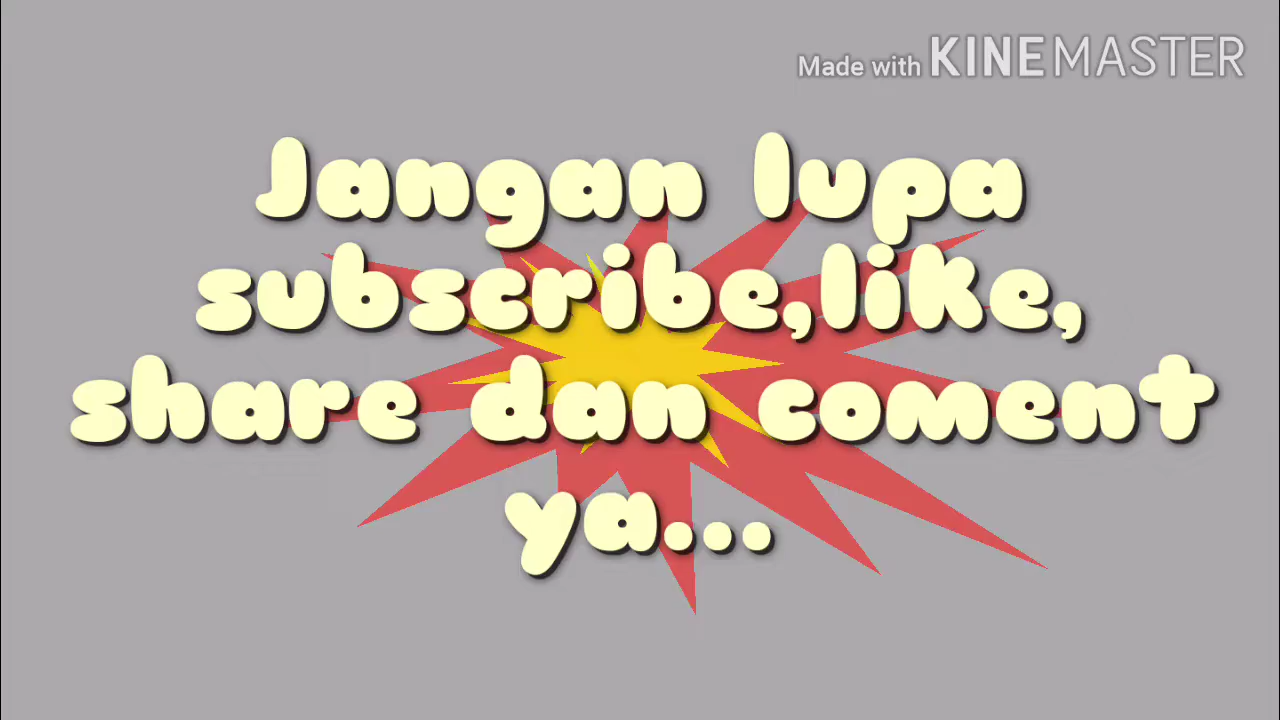 Made with KINEMASTER
Jangan lupa
subscribe,like,
share dan coment
ya...